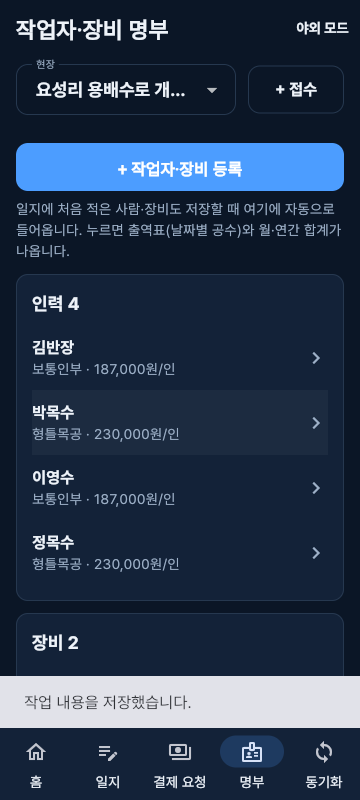 작업자·장비 명부
야외 모드
현장
요성리 용배수로 개...
+ 접수
+ 작업자·장비 등록
일지에 처음 적은 사람·장비도 저장할 때 여기에 자동으로
들어옵니다. 누르면 출역표(날짜별 공수)와 월·연간 합계가
나옵니다.
인력 4
김반장
보통인부 · 187,000원/인
박목수
형틀목공 · 230,000원/인
이영수
보통인부 · 187,000원/인
정목수
형틀목공 · 230,000원/인
장비 2
작업 내용을 저장했습니다.
홈
일지
결제 요청
명부
동기화